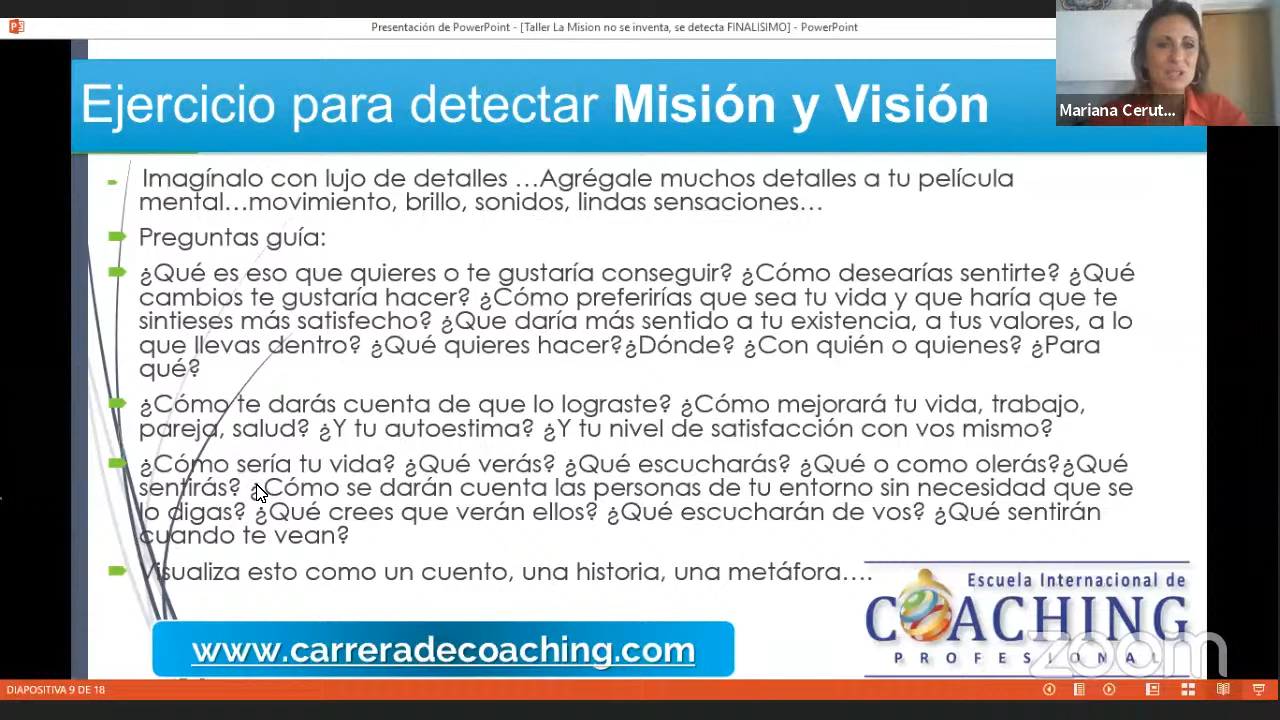 Presentación de PowerPoint - [Taller La Mision no se inventa, se detecta FINALISIMO] - PowerPoint
Mariana Cerut...
Ejercicio para detectar Misión y Visión
Imagínalo con lujo de detalles …Agrégale muchos detalles a tu película
mental…movimiento, brillo, sonidos, lindas sensaciones…
Preguntas guía:
¿Qué es eso que quieres o te gustaría conseguir? ¿Cómo desearías sentirte? ¿Qué
cambios te gustaría hacer? ¿Cómo preferirías que sea tu vida y que haría que te
sintieses más satisfecho? ¿Que daría más sentido a tu existencia, a tus valores, a lo
que llevas dentro? ¿Qué quieres hacer?¿Dónde? ¿Con quién o quienes? ¿Para
qué?
¿Cómo te darás cuenta de que lo lograste? ¿Cómo mejorará tu vida, trabajo,
pareja, salud? ¿Y tu autoestima? ¿Y tu nivel de satisfacción con vos mismo?
¿Cómo sería tu vida? ¿Qué verás? ¿Qué escucharás? ¿Qué o como olerás?¿Qué
sentirás? ¿Cómo se darán cuenta las personas de tu entorno sin necesidad que se
lo digas? ¿Qué crees que verán ellos? ¿Qué escucharán de vos? ¿Qué sentirán
cuando te vean?
Visualiza esto como un cuento, una historia, una metáfora….
Escuela Internacional de
COACHING
PROFESIONAL
www.carreradecoaching.com
zoom
DIAPOSITIVA 9 DE 18